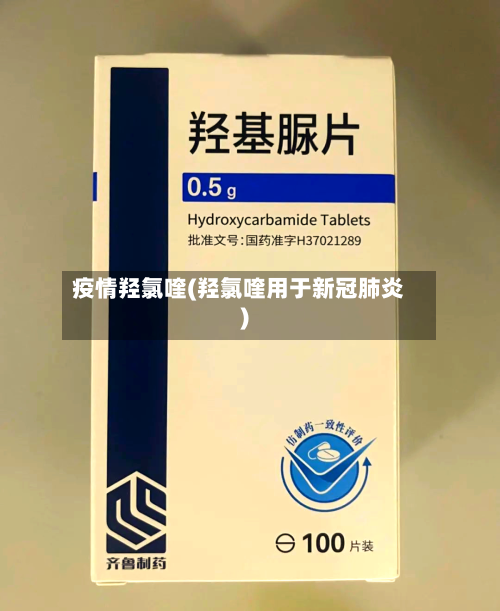 羟基脲片
0.5 g
Hydroxycarbamide Tablets
批准文号:国药准字H37021289
疫情羟氯喹(羟氯喹用于新冠肺炎
)
仿制药一致性评价
100片装
齐鲁制药